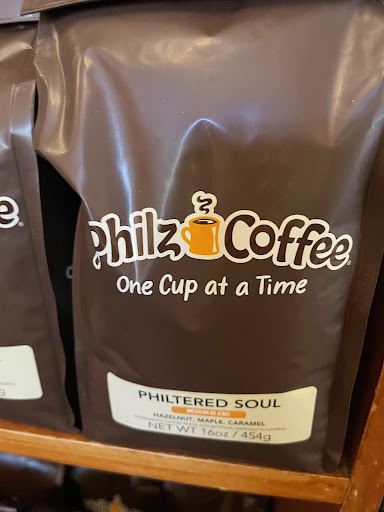 Philz Coffee
One Cup at a Time
PHILTERED SOUL
MEDIUM BLEND
HAZELNUT, MAPLE, CARAMEL
NET WT 16oz / 454g